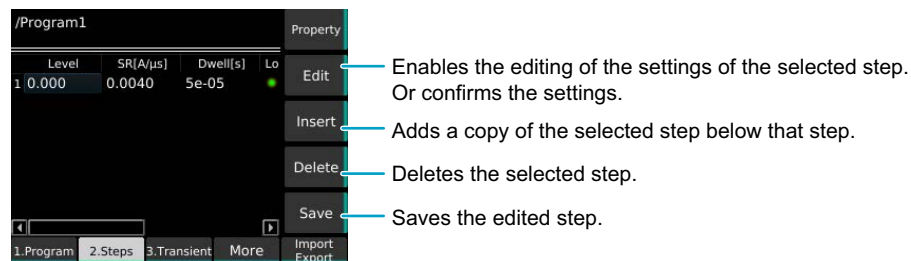 /Program1
Property
Level SR[A/µs] Dwell[s] Lo
1 0.000 0.0040 5e-05
Edit
Enables the editing of the settings of the selected step.
Or confirms the settings.
Insert
Adds a copy of the selected step below that step.
Delete
Deletes the selected step.
Save
Saves the edited step.
1.Program 2.Steps 3.Transient More
Import
Export